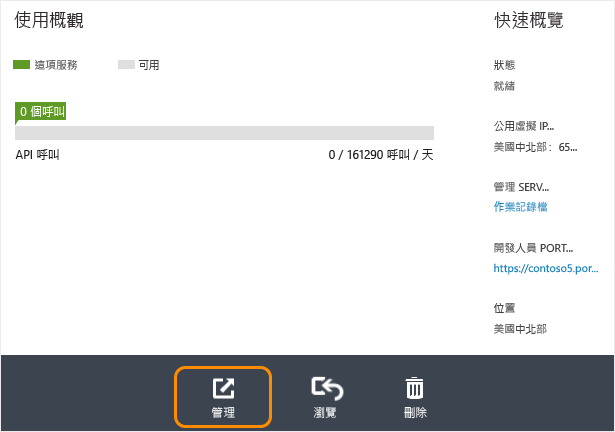 使用概觀
這項服務
可用
0 個呼叫
API 呼叫
0 / 161290 呼叫 / 天
快速概覽
狀態
就緒
公用虛擬 IP...
美國中北部: 65...
管理 SERV...
作業記錄檔
開發人員 PORT...
https://contoso5.por...
位置
美國中北部
管理
瀏覽
刪除